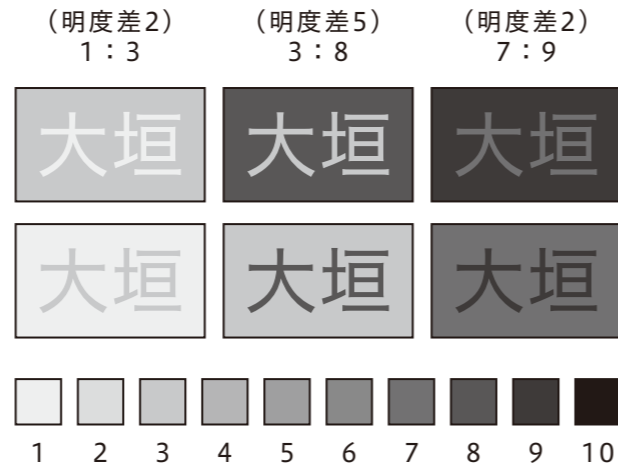 （明度差2） （明度差5） （明度差2）
1：3 3：8 7：9
大垣 大垣 大垣
大垣 大垣 大垣
1 2 3 4 5 6 7 8 9 10